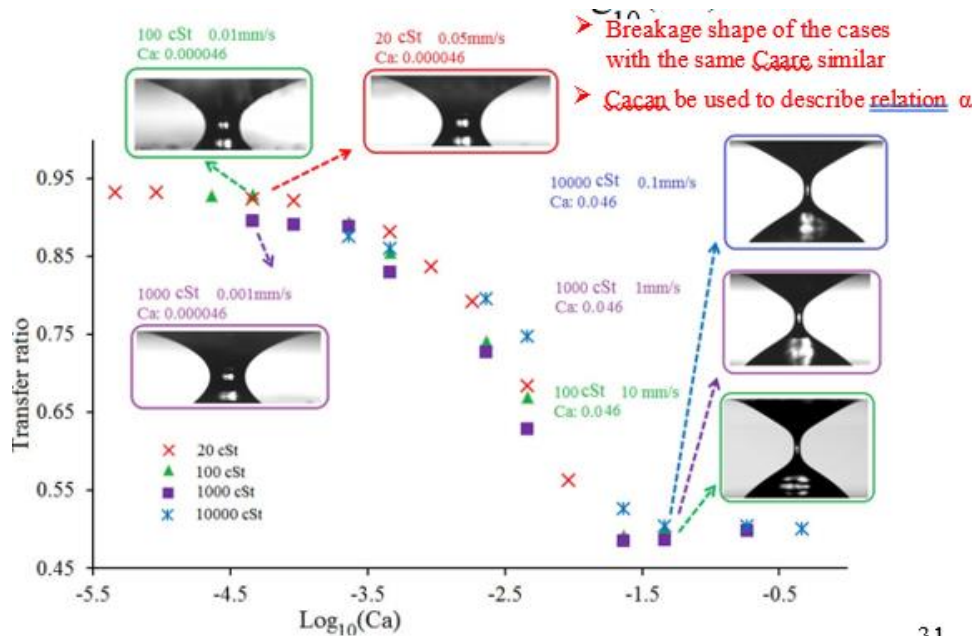 ➤ Breakage shape of the cases
with the same Caare similar
➤ Cacan be used to describe relation α
100 cSt 0.01mm/s
Ca: 0.000046
20 cSt 0.05mm/s
Ca: 0.000046
10000 cSt 0.1mm/s
Ca: 0.046
1000 cSt 0.001mm/s
Ca: 0.000046
1000 cSt 1mm/s
Ca: 0.046
100 cSt 10 mm/s
Ca: 0.046
Transfer ratio
0.95
0.85
0.75
0.65
0.55
0.45
20 cSt
100 cSt
1000 cSt
10000 cSt
-5.5 -4.5 -3.5 -2.5 -1.5 -0.5
Log10(Ca)